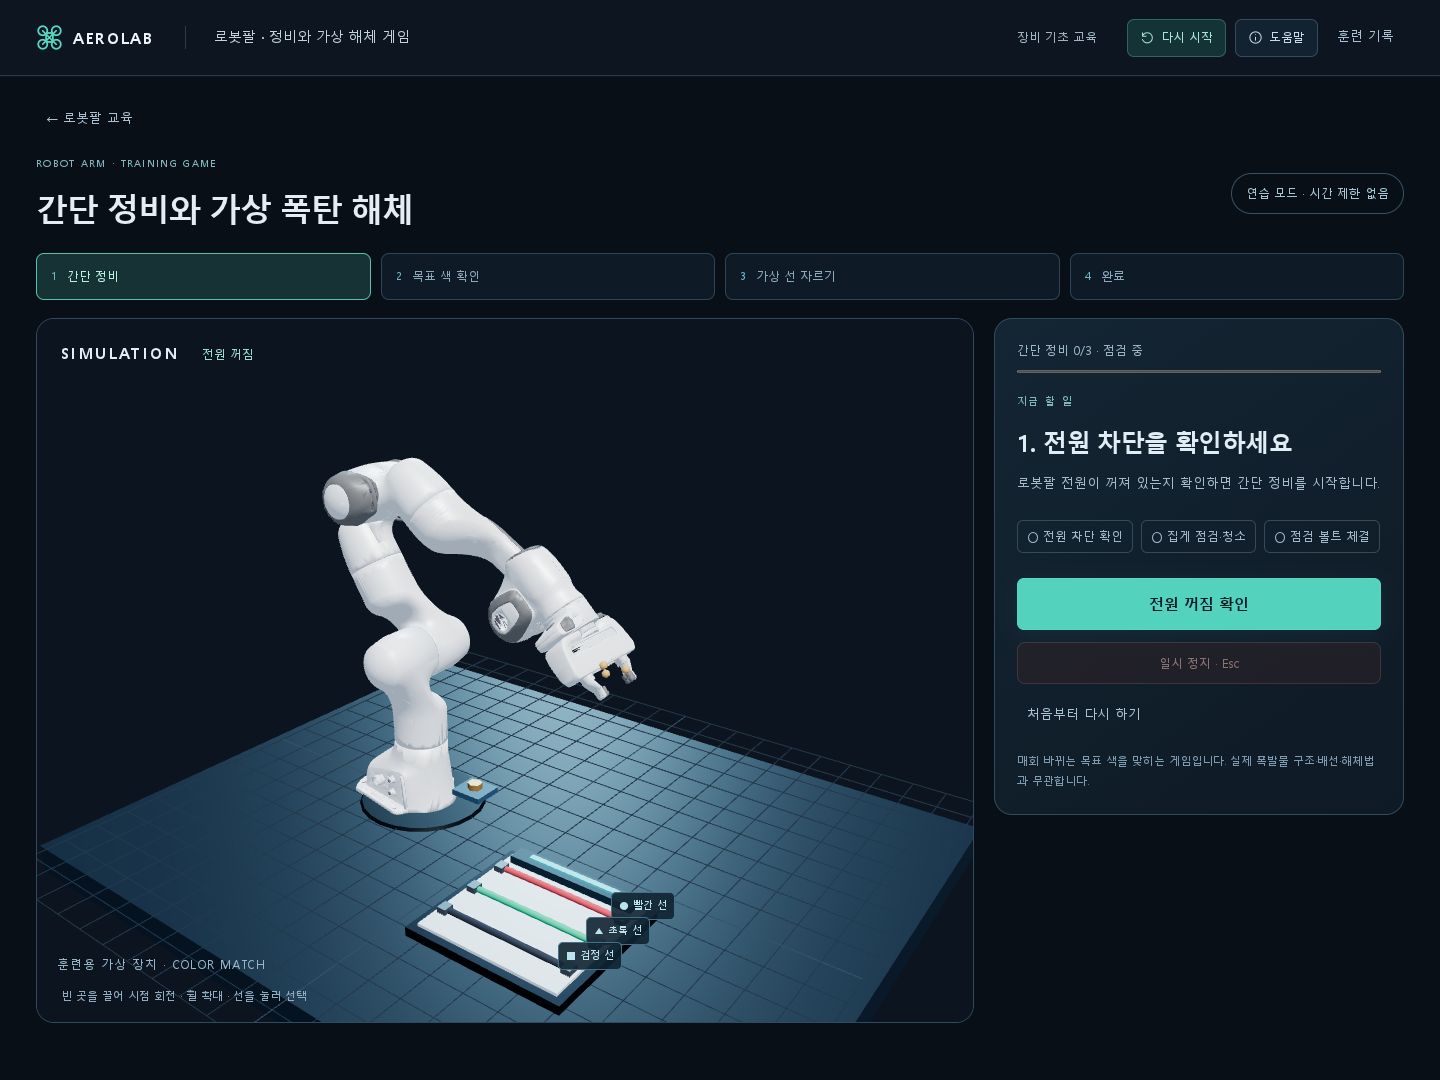 AEROLAB
로봇팔 · 정비와 가상 해체 게임
장비 기초 교육
다시 시작
도움말
훈련 기록
← 로봇팔 교육
ROBOT ARM · TRAINING GAME
간단 정비와 가상 폭탄 해체
연습 모드 · 시간 제한 없음
1 간단 정비
2 목표 색 확인
3 가상 선 자르기
4 완료
SIMULATION 전원 꺼짐
빨간 선
초록 선
검정 선
훈련용 가상 장치 · COLOR MATCH
빈 곳을 끌어 시점 회전 · 휠 확대 · 선을 눌러 선택
간단 정비 0/3 · 점검 중
지금 할 일
1. 전원 차단을 확인하세요
로봇팔 전원이 꺼져 있는지 확인하면 간단 정비를 시작합니다.
전원 차단 확인
집게 점검·청소
점검 볼트 체결
전원 꺼짐 확인
일시 정지 · Esc
처음부터 다시 하기
매회 바뀌는 목표 색을 맞히는 게임입니다. 실제 폭발물 구조·배선·해체법
과 무관합니다.